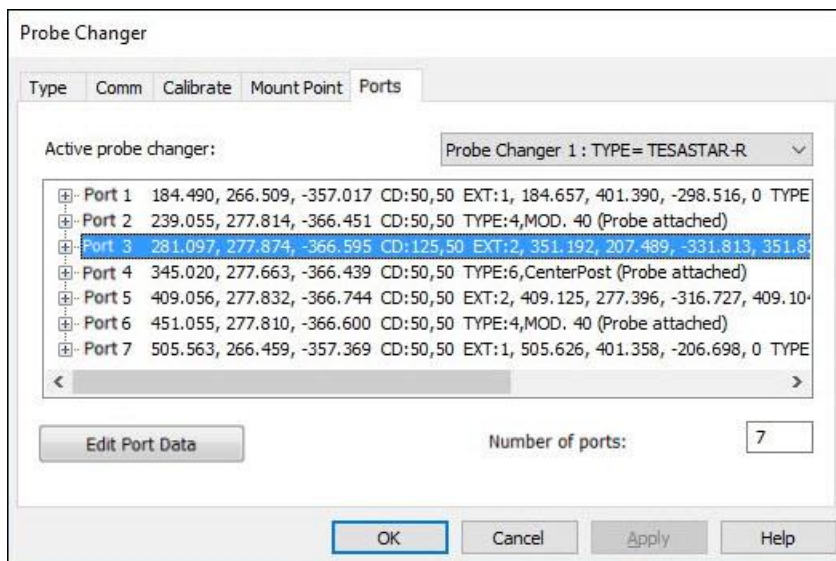 Probe Changer
Type Comm Calibrate Mount Point Ports
Active probe changer: Probe Changer 1 : TYPE= TESASTAR-R
Port 1 184.490, 266.509, -357.017 CD:50,50 EXT:1, 184.657, 401.390, -298.516, 0 TYPE
Port 2 239.055, 277.814, -366.451 CD:50,50 TYPE:4,MOD. 40 (Probe attached)
Port 3 281.097, 277.874, -366.595 CD:125,50 EXT:2, 351.192, 207.489, -331.813, 351.8
Port 4 345.020, 277.663, -366.439 CD:50,50 TYPE:6,CenterPost (Probe attached)
Port 5 409.056, 277.832, -366.744 CD:50,50 EXT:2, 409.125, 277.396, -316.727, 409.104
Port 6 451.055, 277.810, -366.600 CD:50,50 TYPE:4,MOD. 40 (Probe attached)
Port 7 505.563, 266.459, -357.369 CD:50,50 EXT:1, 505.626, 401.358, -206.698, 0 TYPE
Edit Port Data Number of ports: 7
OK Cancel Apply Help